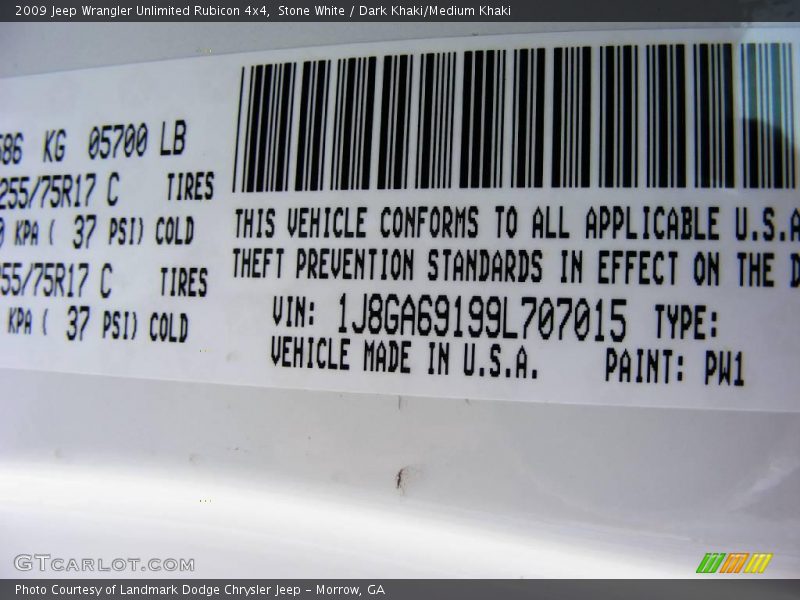 2009 Jeep Wrangler Unlimited Rubicon 4x4,  Stone White / Dark Khaki/Medium Khaki
586 KG 05700 LB
255/75R17 C TIRES
0 KPA ( 37 PSI) COLD
255/75R17 C TIRES
KPA ( 37 PSI) COLD
THIS VEHICLE CONFORMS TO ALL APPLICABLE U.S.A
THEFT PREVENTION STANDARDS IN EFFECT ON THE D
VIN: 1J8GA69199L707015 TYPE:
VEHICLE MADE IN U.S.A. PAINT: PW1
GTCARLOT.COM
Photo Courtesy of Landmark Dodge Chrysler Jeep – Morrow, GA